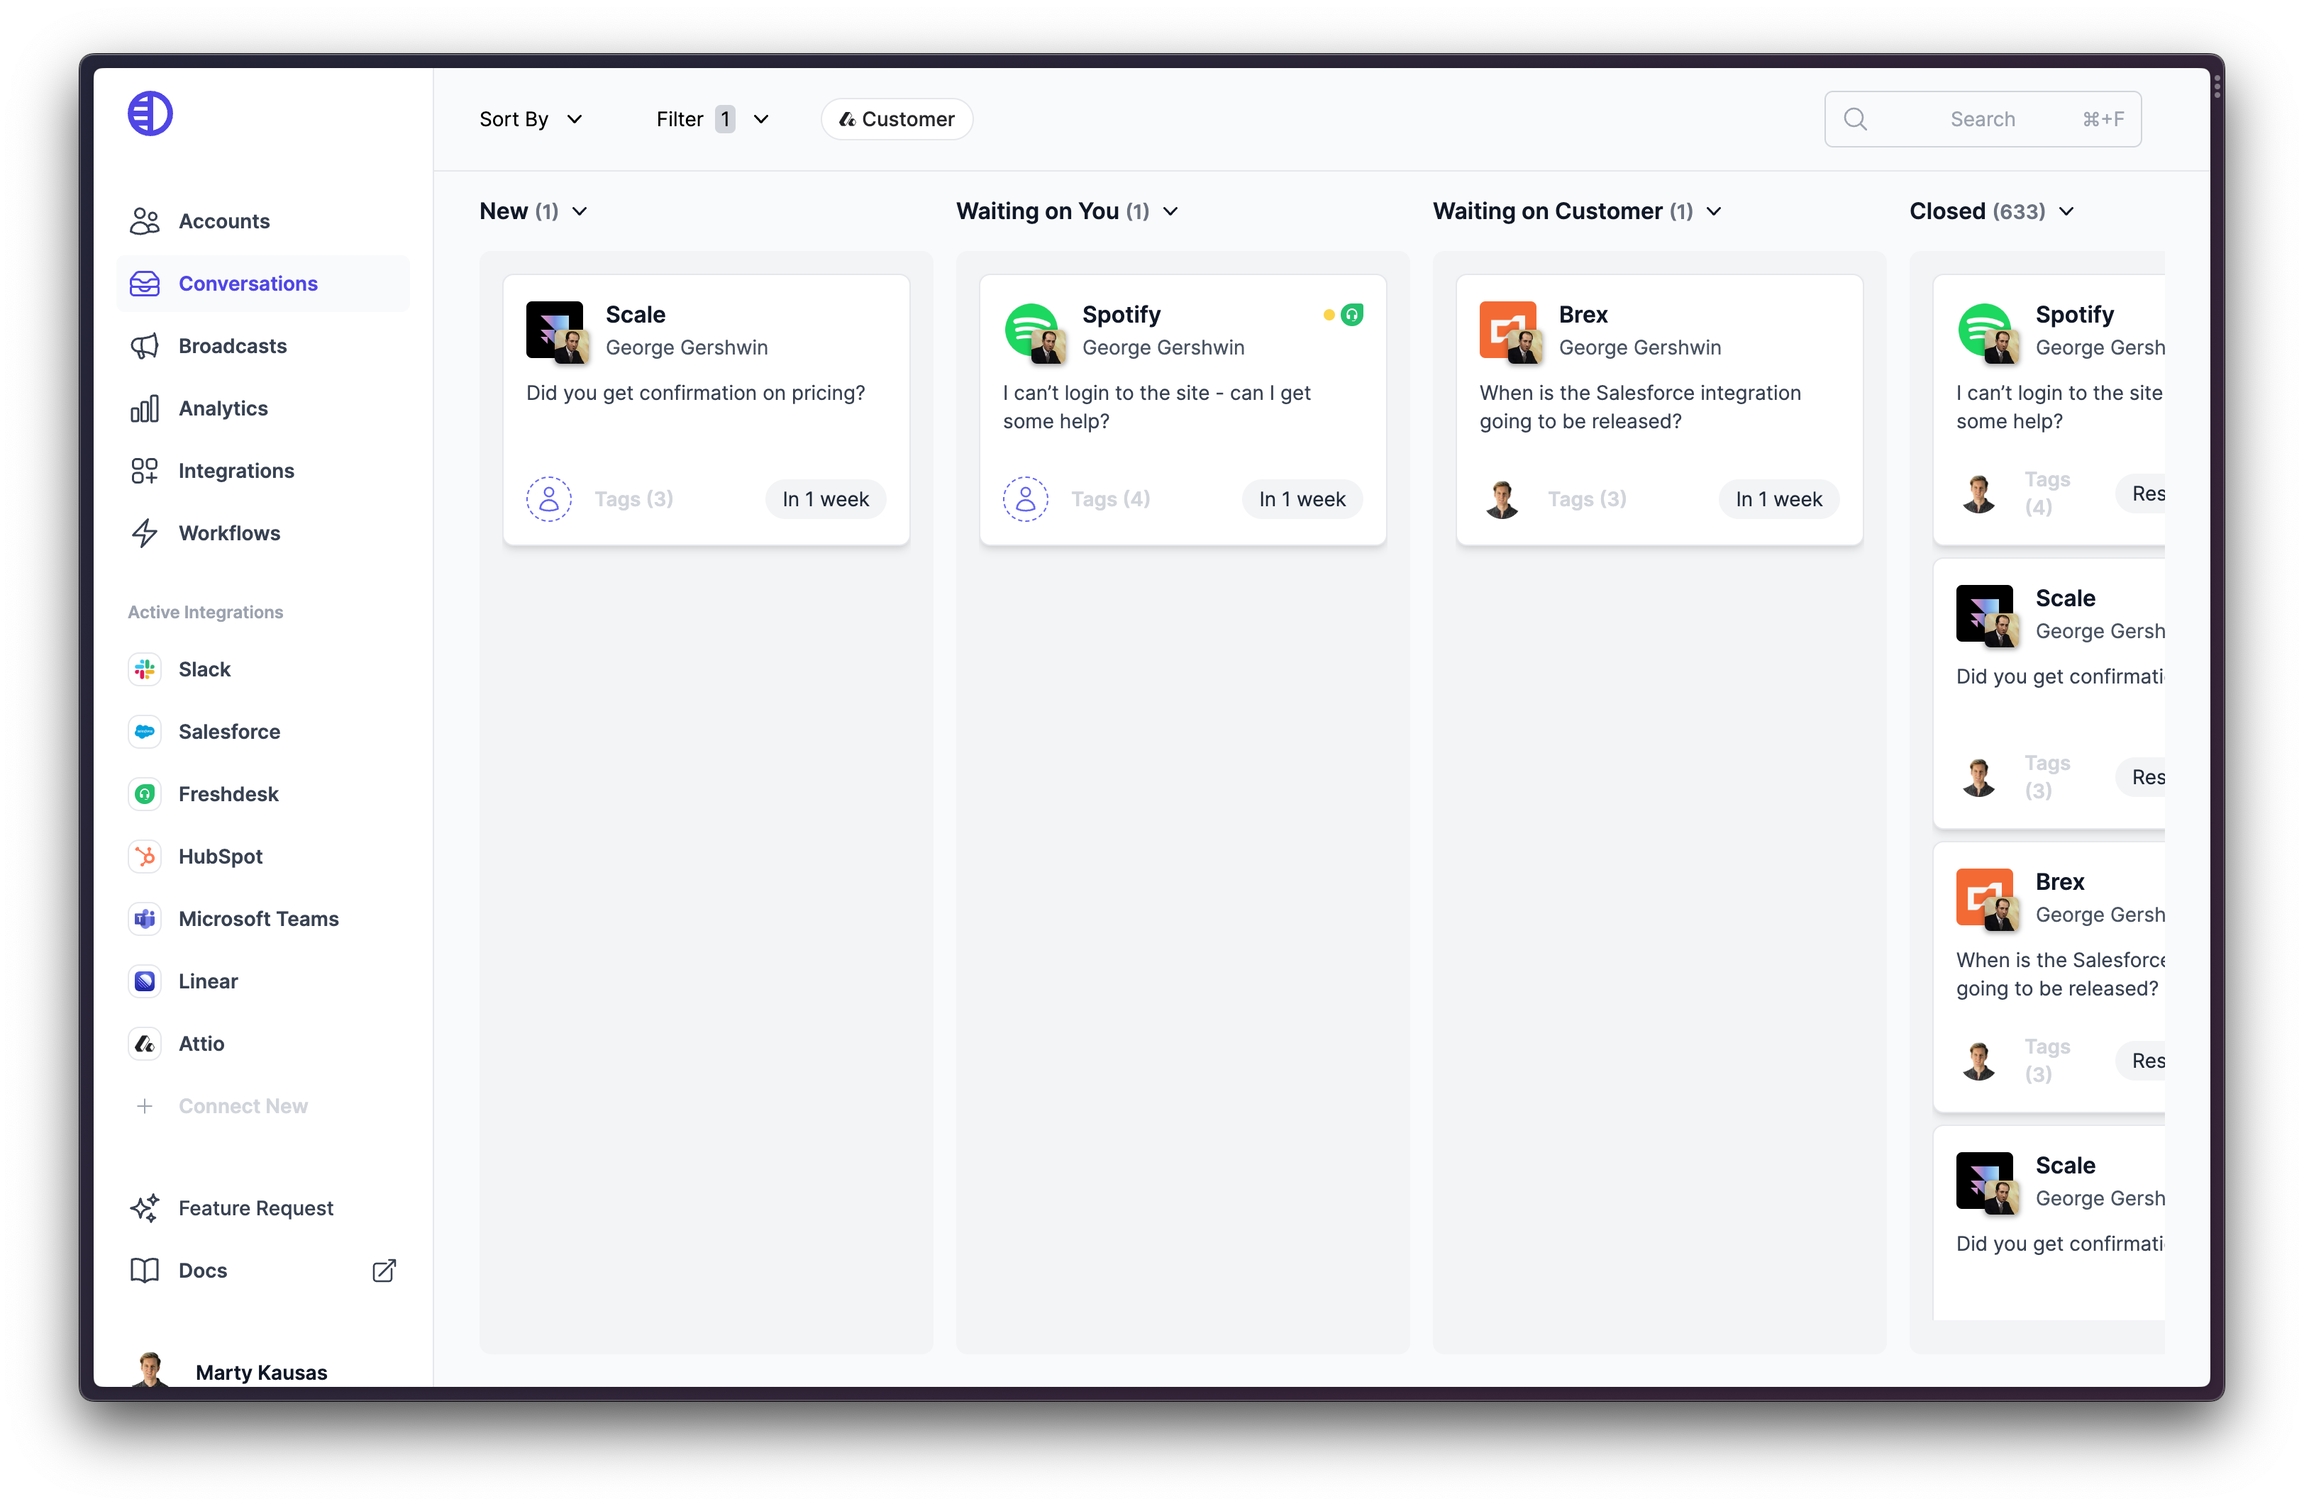 Sort By
Filter 1
Customer
Search ⌘+F
Accounts
Conversations
Broadcasts
Analytics
Integrations
Workflows
Active Integrations
Slack
Salesforce
Freshdesk
HubSpot
Microsoft Teams
Linear
Attio
Connect New
Feature Request
Docs
Marty Kausas
New (1)
Scale
George Gershwin
Did you get confirmation on pricing?
Tags (3)
In 1 week
Waiting on You (1)
Spotify
George Gershwin
I can’t login to the site - can I get
some help?
Tags (4)
In 1 week
Waiting on Customer (1)
Brex
George Gershwin
When is the Salesforce integration
going to be released?
Tags (3)
In 1 week
Closed (633)
Spotify
George Gersh
I can’t login to the site
some help?
Tags
(4)
Res
Scale
George Gersh
Did you get confirmati
Tags
(3)
Res
Brex
George Gersh
When is the Salesforce
going to be released?
Tags
(3)
Res
Scale
George Gersh
Did you get confirmati